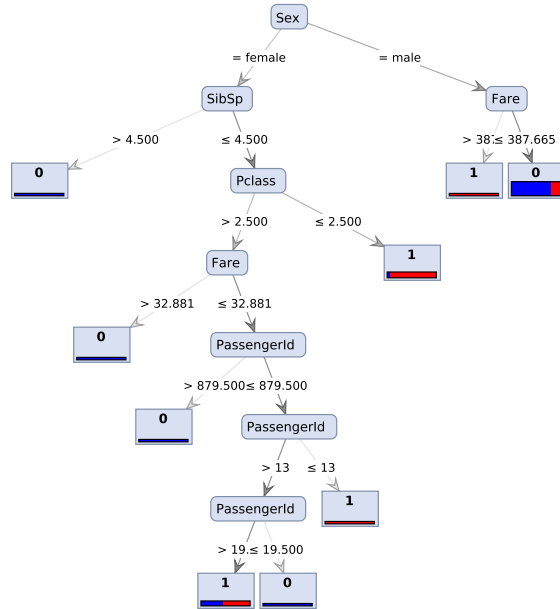 Sex
= female
= male
SibSp
Fare
> 4.500
≤ 4.500
> 387
≤ 387.665
0
Pclass
1
0
> 2.500
≤ 2.500
Fare
1
> 32.881
≤ 32.881
0
PassengerId
> 879.500
≤ 879.500
0
PassengerId
> 13
≤ 13
PassengerId
1
> 19.
≤ 19.500
1
0